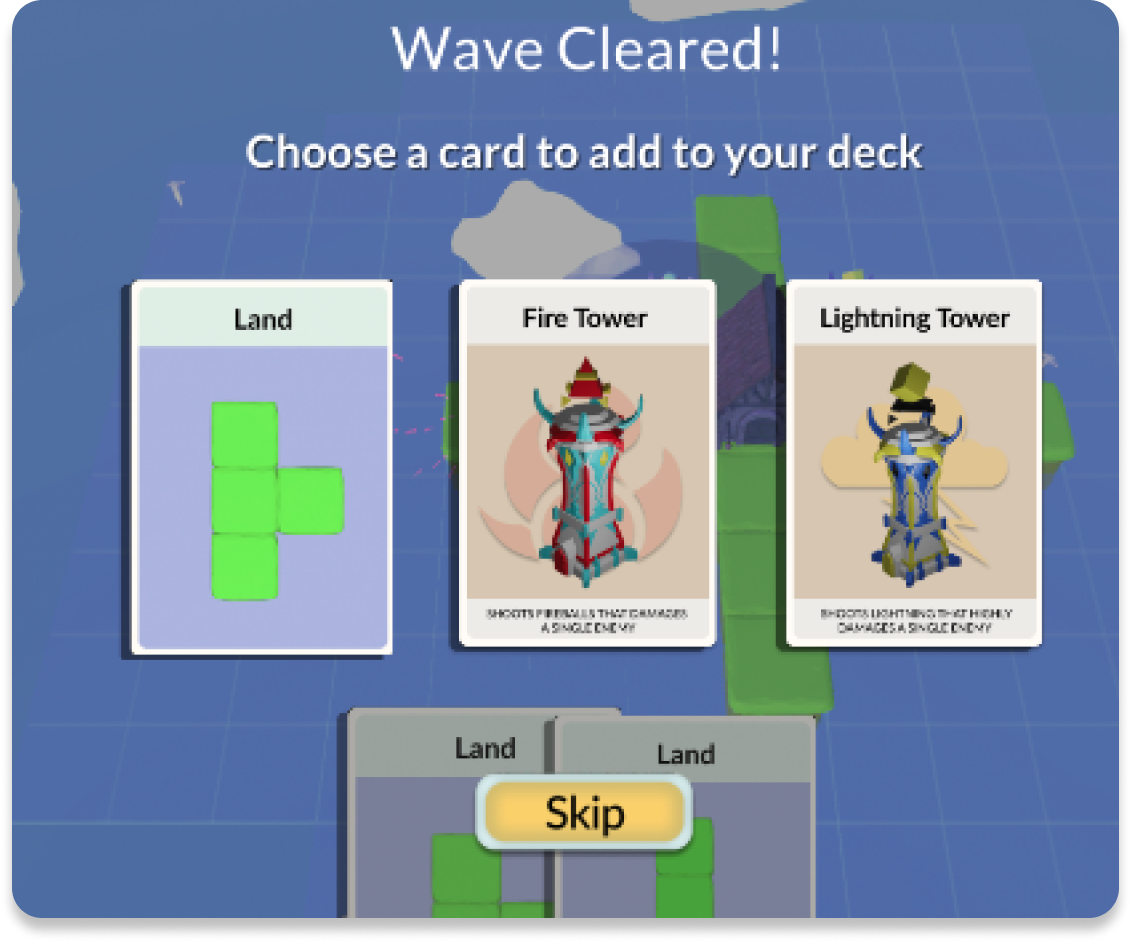 Wave Cleared!
Choose a card to add to your deck
Land
Fire Tower
SHOOTS FIREBALLS THAT DAMAGES
A SINGLE ENEMY
Lightning Tower
SHOOTS LIGHTNING THAT HIGHLY
DAMAGES A SINGLE ENEMY
Land
Land
Skip